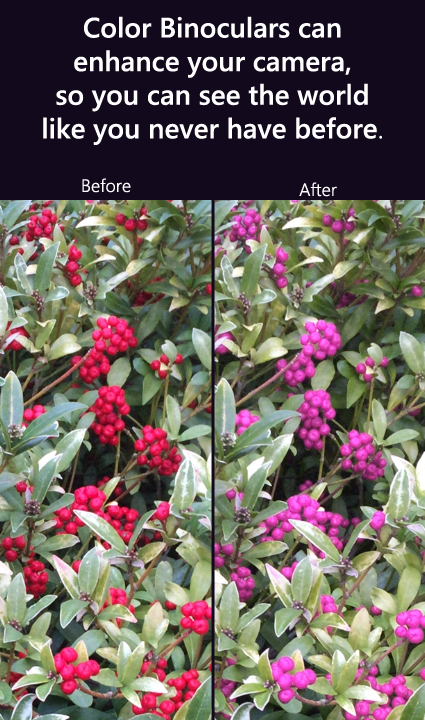 Color Binoculars can
enhance your camera,
so you can see the world
like you never have before.
Before
After